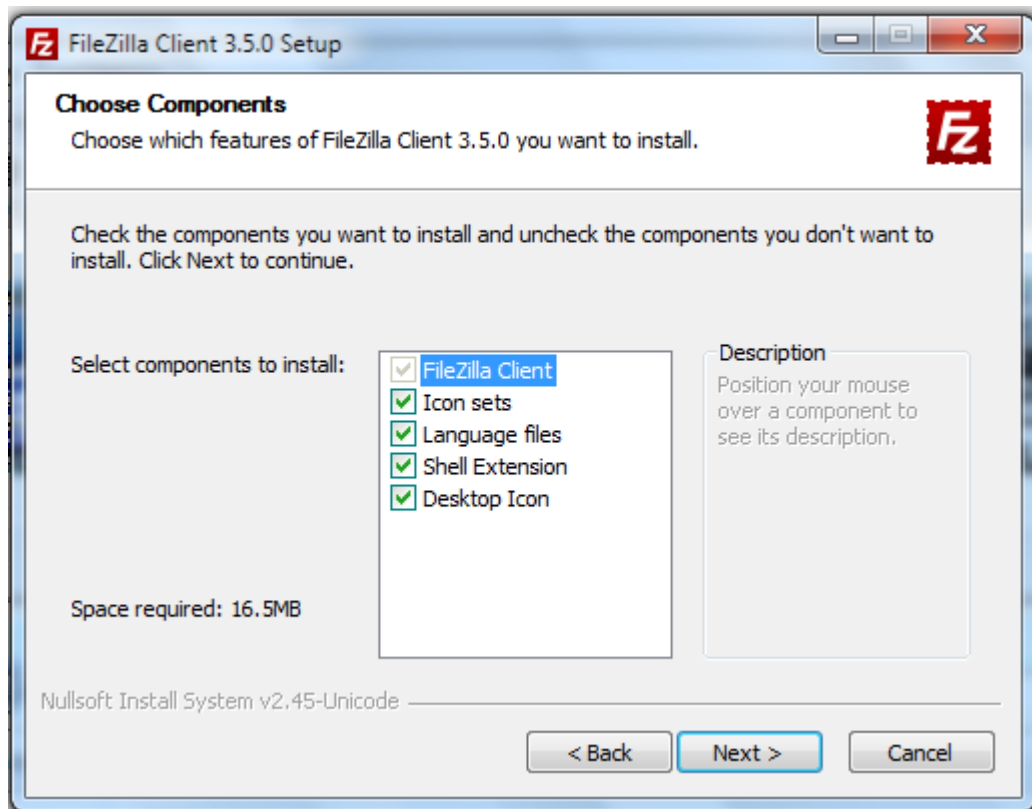 FileZilla Client 3.5.0 Setup
Choose Components
Choose which features of FileZilla Client 3.5.0 you want to install.
Fz
Check the components you want to install and uncheck the components you don't want to
install. Click Next to continue.
Select components to install:
FileZilla Client
Icon sets
Language files
Shell Extension
Desktop Icon
Description
Position your mouse
over a component to
see its description.
Space required: 16.5MB
Nullsoft Install System v2.45-Unicode
< Back
Next >
Cancel